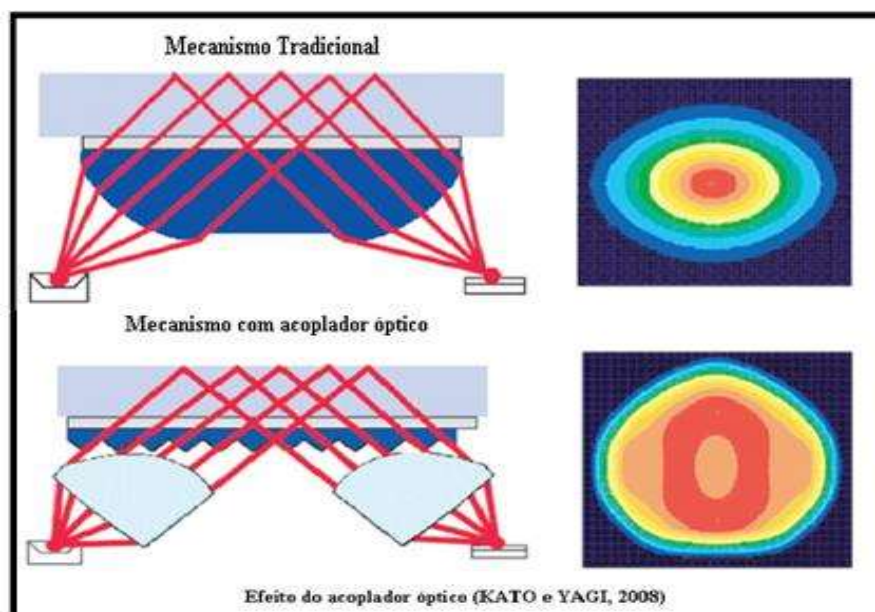 Mecanismo Tradicional
Mecanismo com acoplador óptico
Efeito do acoplador óptico (KATO e YAGI, 2008)